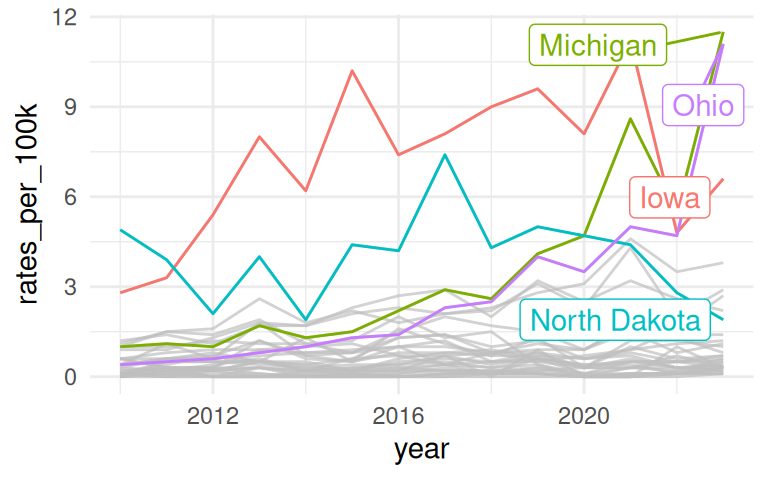 12
9
6
3
0
rates_per_100k
Michigan
Ohio
Iowa
North Dakota
2012
2016
2020
year